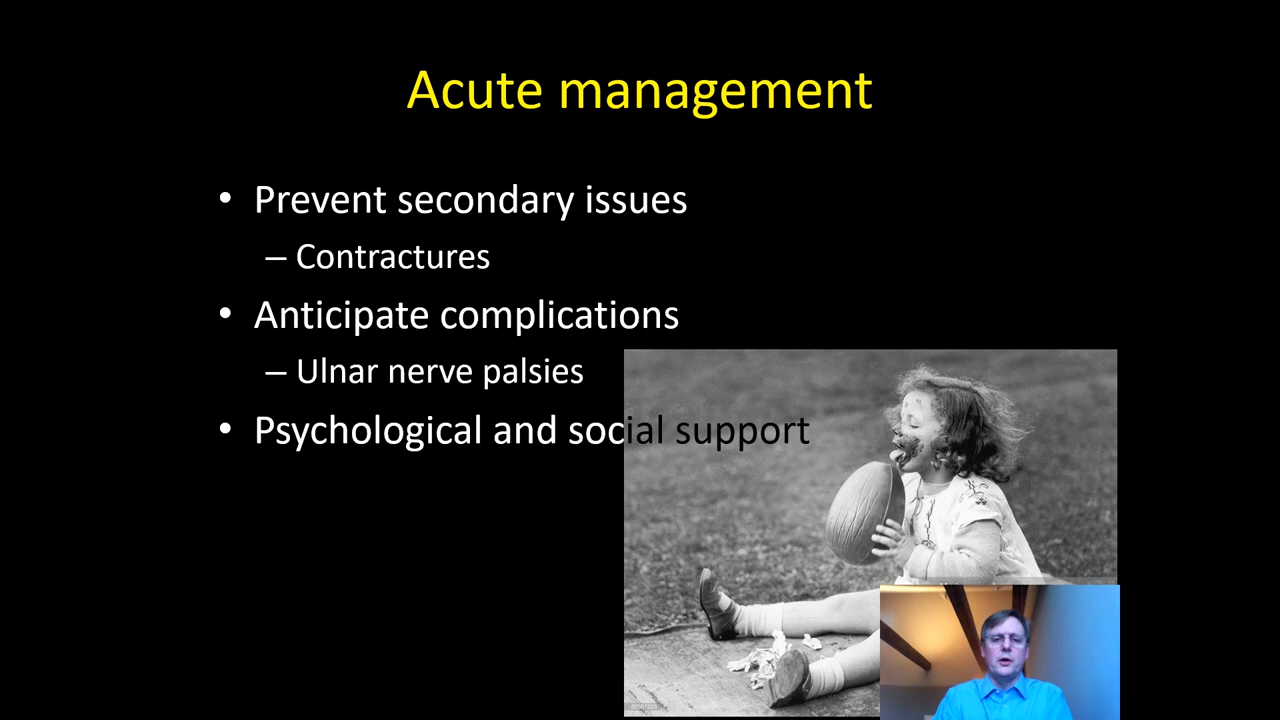 Acute management
• Prevent secondary issues
– Contractures
• Anticipate complications
– Ulnar nerve palsies
• Psychological and social support